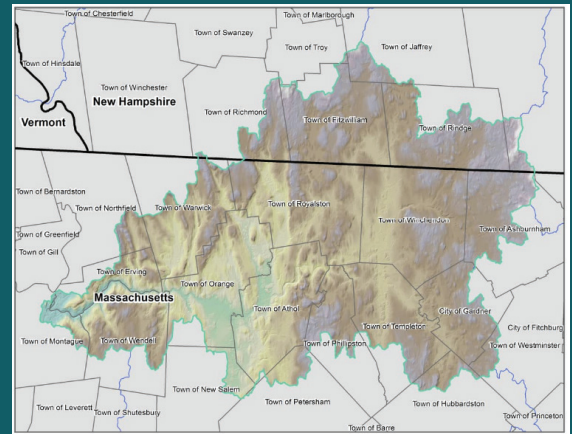 Town of Chesterfield
Town of Marlborough
Town of Swanzey
Town of Troy
Town of Jaffrey
Town of Hinsdale
Town of Winchester
New Hampshire
Town of Richmond
Vermont
Town of Fitzwilliam
Town of Rindge
Town of Bernardston
Town of Northfield
Town of Warwick
Town of Royalston
Town of Winchendon
Town of Ashburnham
Town of Greenfield
Town of Gill
Town of Erving
Town of Orange
Massachusetts
Town of Athol
City of Gardner
City of Fitchburg
Town of Templeton
Town of Montague
Town of Wendell
Town of Phillipston
Town of Westminster
Town of New Salem
Town of Petersham
Town of Hubbardston
Town of Leverett
Town of Shutesbury
Town of Princeton
Town of Barre